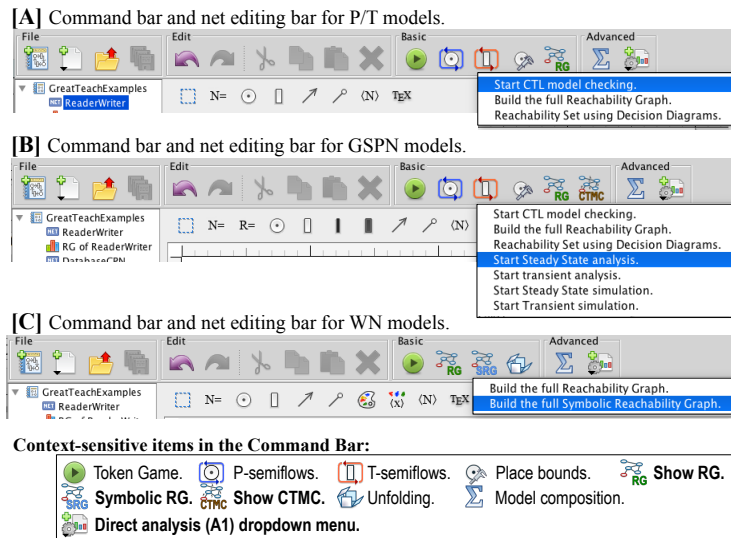 [A] Command bar and net editing bar for P/T models.
File Edit Basic Advanced
RG
GreatTeachExamples
NET ReaderWriter
N= ⟨N⟩ TEX
Start CTL model checking.
Build the full Reachability Graph.
Reachability Set using Decision Diagrams.
[B] Command bar and net editing bar for GSPN models.
File Edit Basic Advanced
RG CTMC
GreatTeachExamples
NET ReaderWriter
RG of ReaderWriter
NET DatabaseCPN
N= R= ⟨N⟩
Start CTL model checking.
Build the full Reachability Graph.
Reachability Set using Decision Diagrams.
Start Steady State analysis.
Start transient analysis.
Start Steady State simulation.
Start Transient simulation.
[C] Command bar and net editing bar for WN models.
File Edit Basic Advanced
RG SRG
GreatTeachExamples
NET ReaderWriter
RG of ReaderWriter
N= ⟨x⟩ ⟨N⟩ TEX
Build the full Reachability Graph.
Build the full Symbolic Reachability Graph.
Context-sensitive items in the Command Bar:
Token Game. P-semiflows. T-semiflows. Place bounds. RG Show RG.
SRG Symbolic RG. CTMC Show CTMC. Unfolding. Model composition.
Direct analysis (A1) dropdown menu.